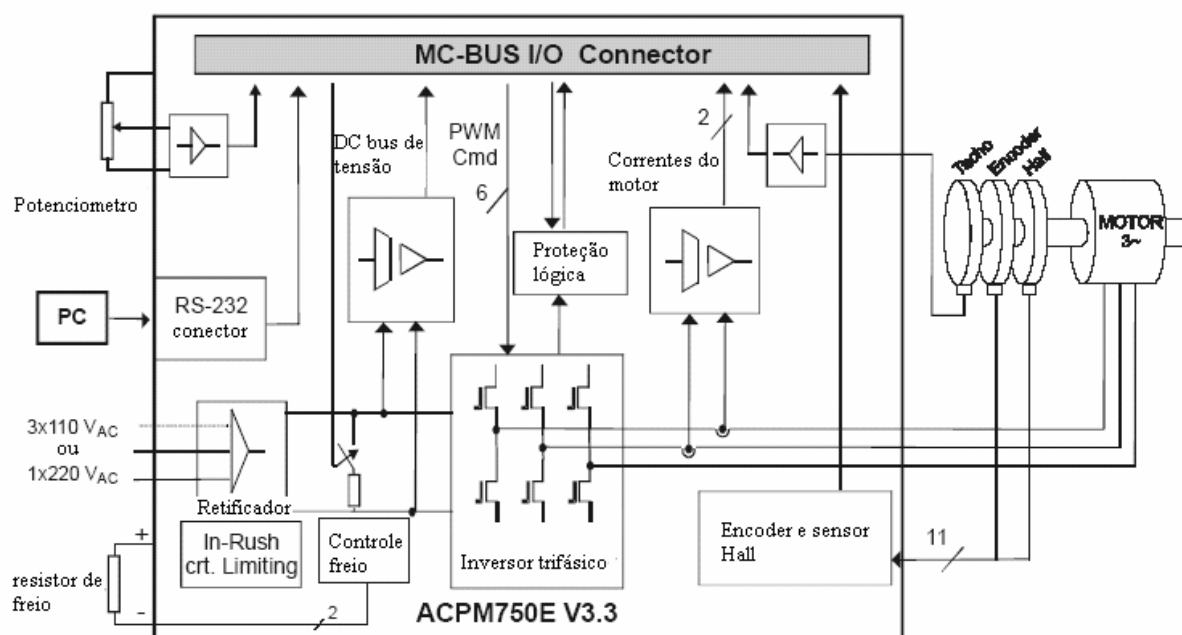 MC-BUS I/O Connector
DC bus de
tensão
PWM
Cmd
6
2
Correntes do
motor
Tacho
Encoder
Hall
MOTOR
3~
Potenciometro
Proteção
lógica
PC
RS-232
conector
3x110 VAC
ou
1x220 VAC
Retificador
In-Rush
crt. Limiting
Controle
freio
Inversor trifásico
Encoder e sensor
Hall
11
+
resistor de
freio
-
2
ACPM750E V3.3